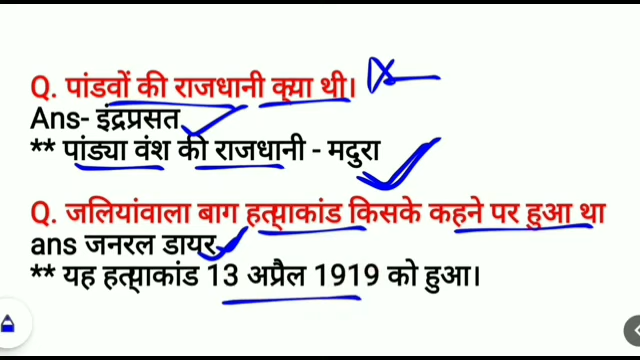 Q. पांडवों की राजधानी क्या थी।
Ans- इंद्रप्रसत
** पांड्या वंश की राजधानी - मदुरा
Q. जलियांवाला बाग हत्याकांड किसके कहने पर हुआ था
ans जनरल डायर
** यह हत्याकांड 13 अप्रैल 1919 को हुआ।